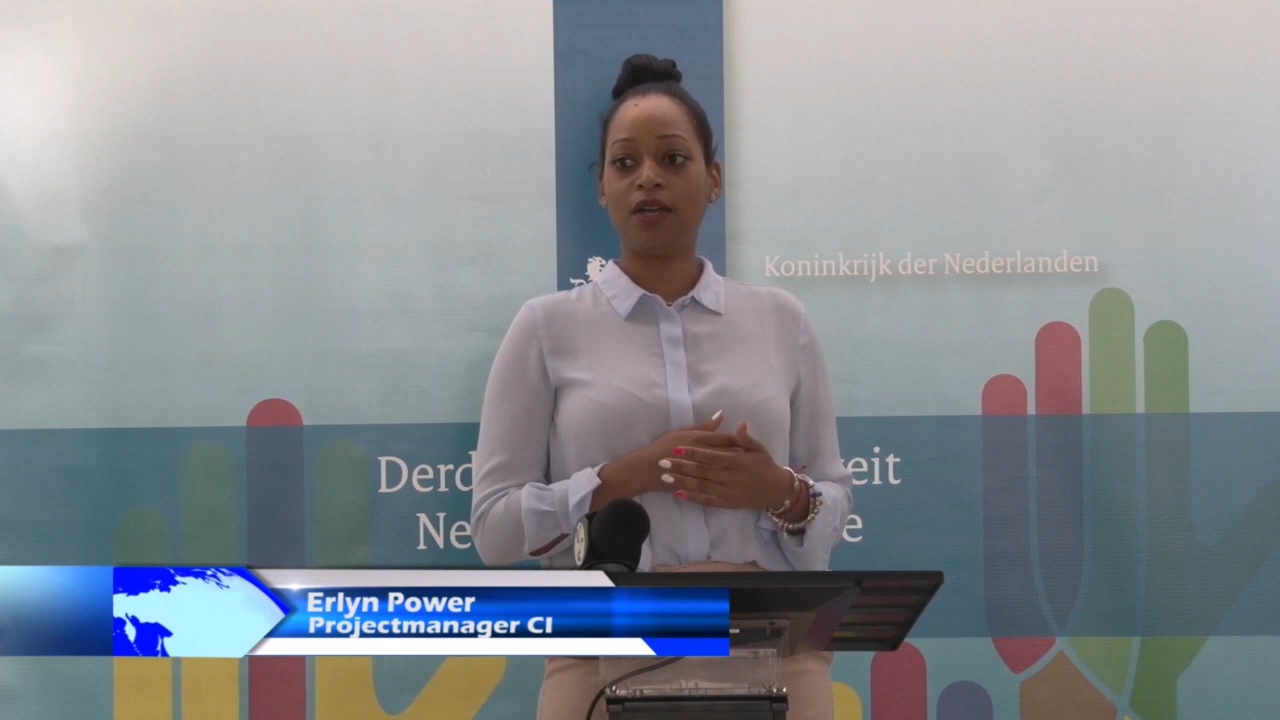 Koninkrijk der Nederlanden
Derd eit
Ne e
Erlyn Power
Projectmanager CI